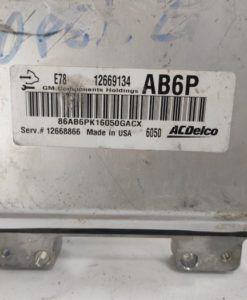 E78 12669134 AB6P
GM Components Holdings
86AB6PK16050GACX
Serv.# 12668866 Made in USA 6050 ACDelco